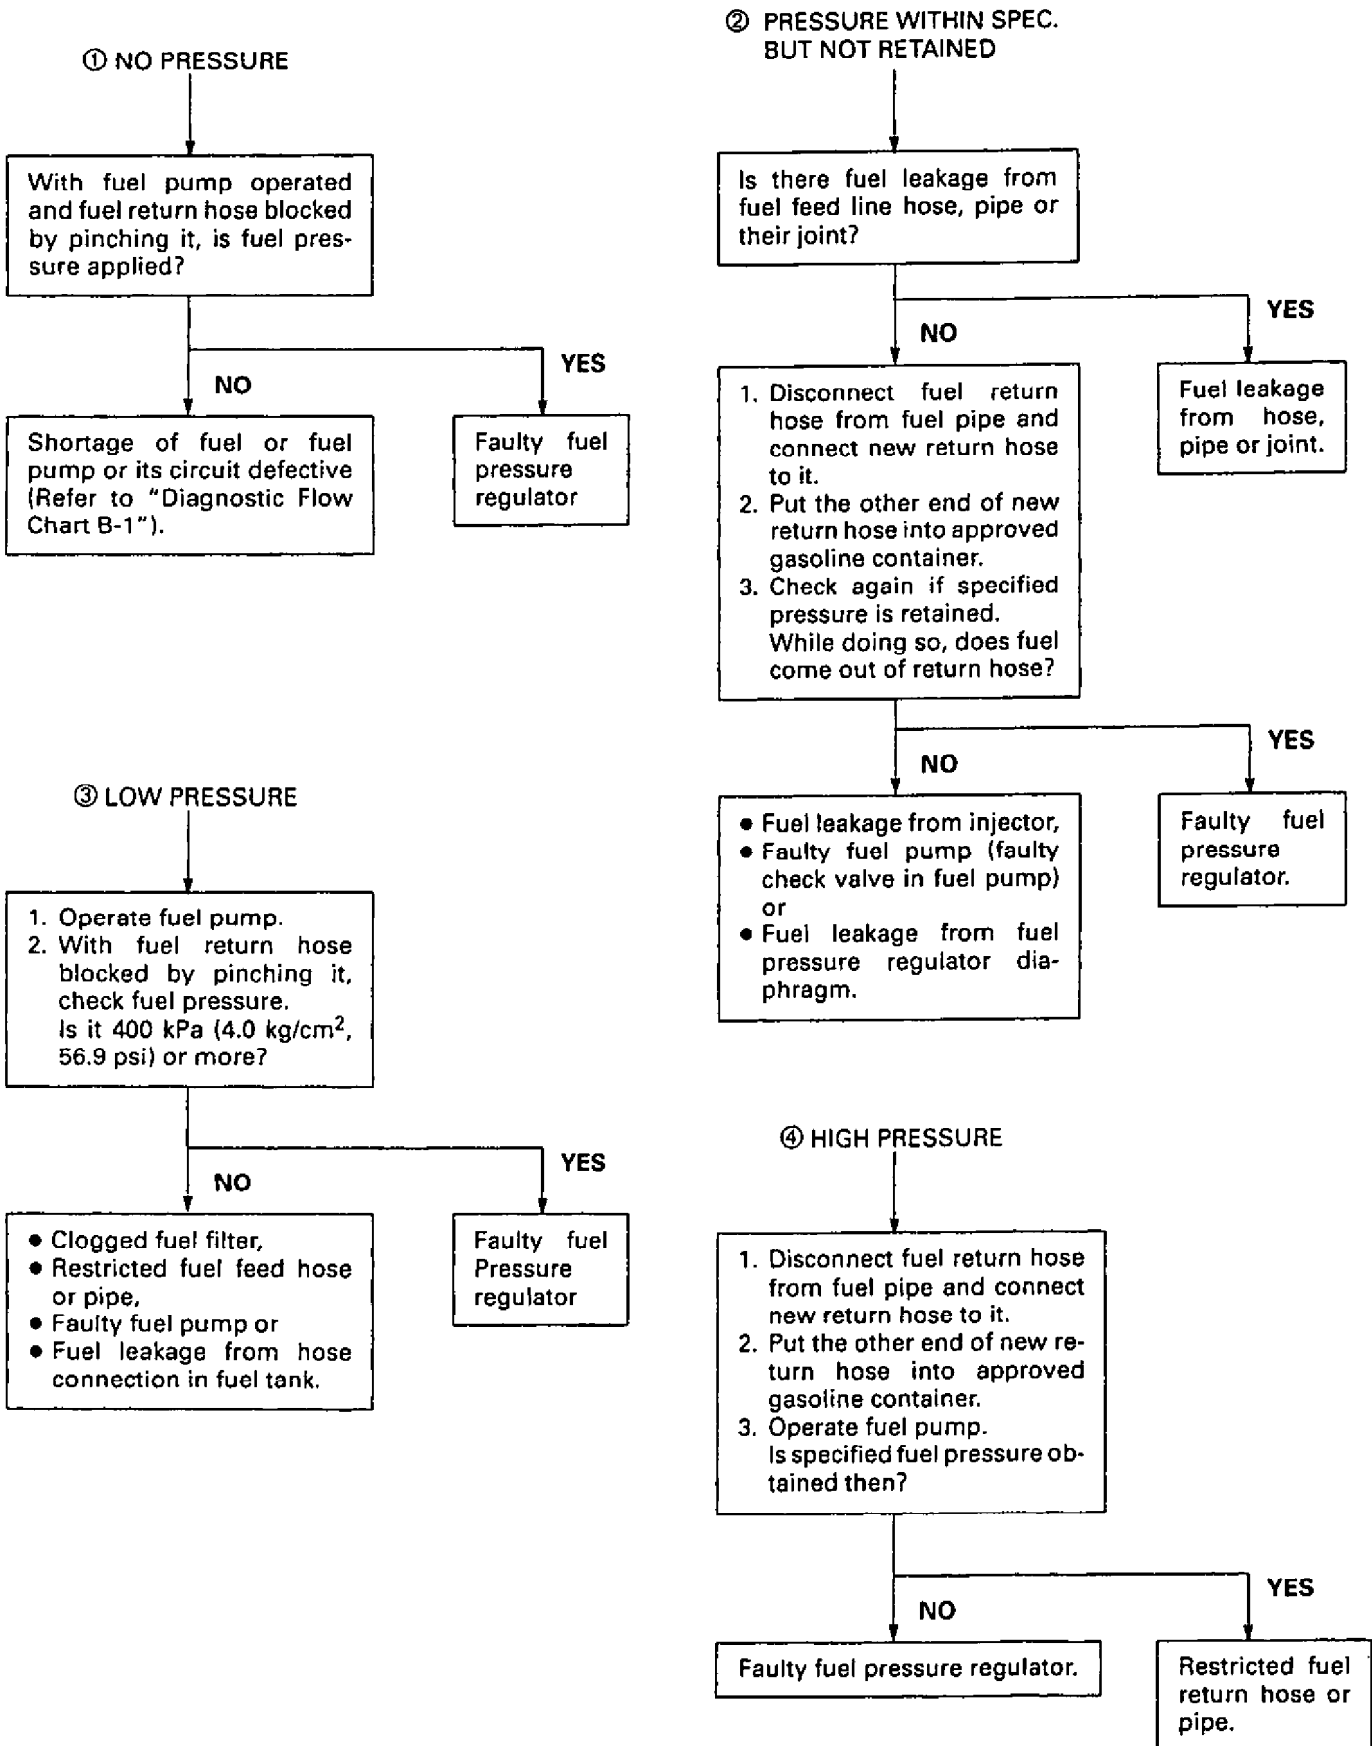 ① NO PRESSURE
With fuel pump operated
and fuel return hose blocked
by pinching it, is fuel pres-
sure applied?
YES
NO
Shortage of fuel or fuel
pump or its circuit defective
(Refer to "Diagnostic Flow
Chart B-1").
Faulty fuel
pressure
regulator
② PRESSURE WITHIN SPEC.
BUT NOT RETAINED
Is there fuel leakage from
fuel feed line hose, pipe or
their joint?
YES
NO
1. Disconnect fuel return
hose from fuel pipe and
connect new return hose
to it.
2. Put the other end of new
return hose into approved
gasoline container.
3. Check again if specified
pressure is retained.
While doing so, does fuel
come out of return hose?
Fuel leakage
from hose,
pipe or joint.
YES
NO
● Fuel leakage from injector,
● Faulty fuel pump (faulty
check valve in fuel pump)
or
● Fuel leakage from fuel
pressure regulator dia-
phragm.
Faulty fuel
pressure
regulator.
③ LOW PRESSURE
1. Operate fuel pump.
2. With fuel return hose
blocked by pinching it,
check fuel pressure.
Is it 400 kPa (4.0 kg/cm², 
56.9 psi) or more?
YES
NO
● Clogged fuel filter,
● Restricted fuel feed hose
or pipe,
● Faulty fuel pump or
● Fuel leakage from hose
connection in fuel tank.
Faulty fuel
Pressure
regulator
④ HIGH PRESSURE
1. Disconnect fuel return hose
from fuel pipe and connect
new return hose to it.
2. Put the other end of new re-
turn hose into approved
gasoline container.
3. Operate fuel pump.
Is specified fuel pressure ob-
tained then?
YES
NO
Faulty fuel pressure regulator.
Restricted fuel
return hose or
pipe.